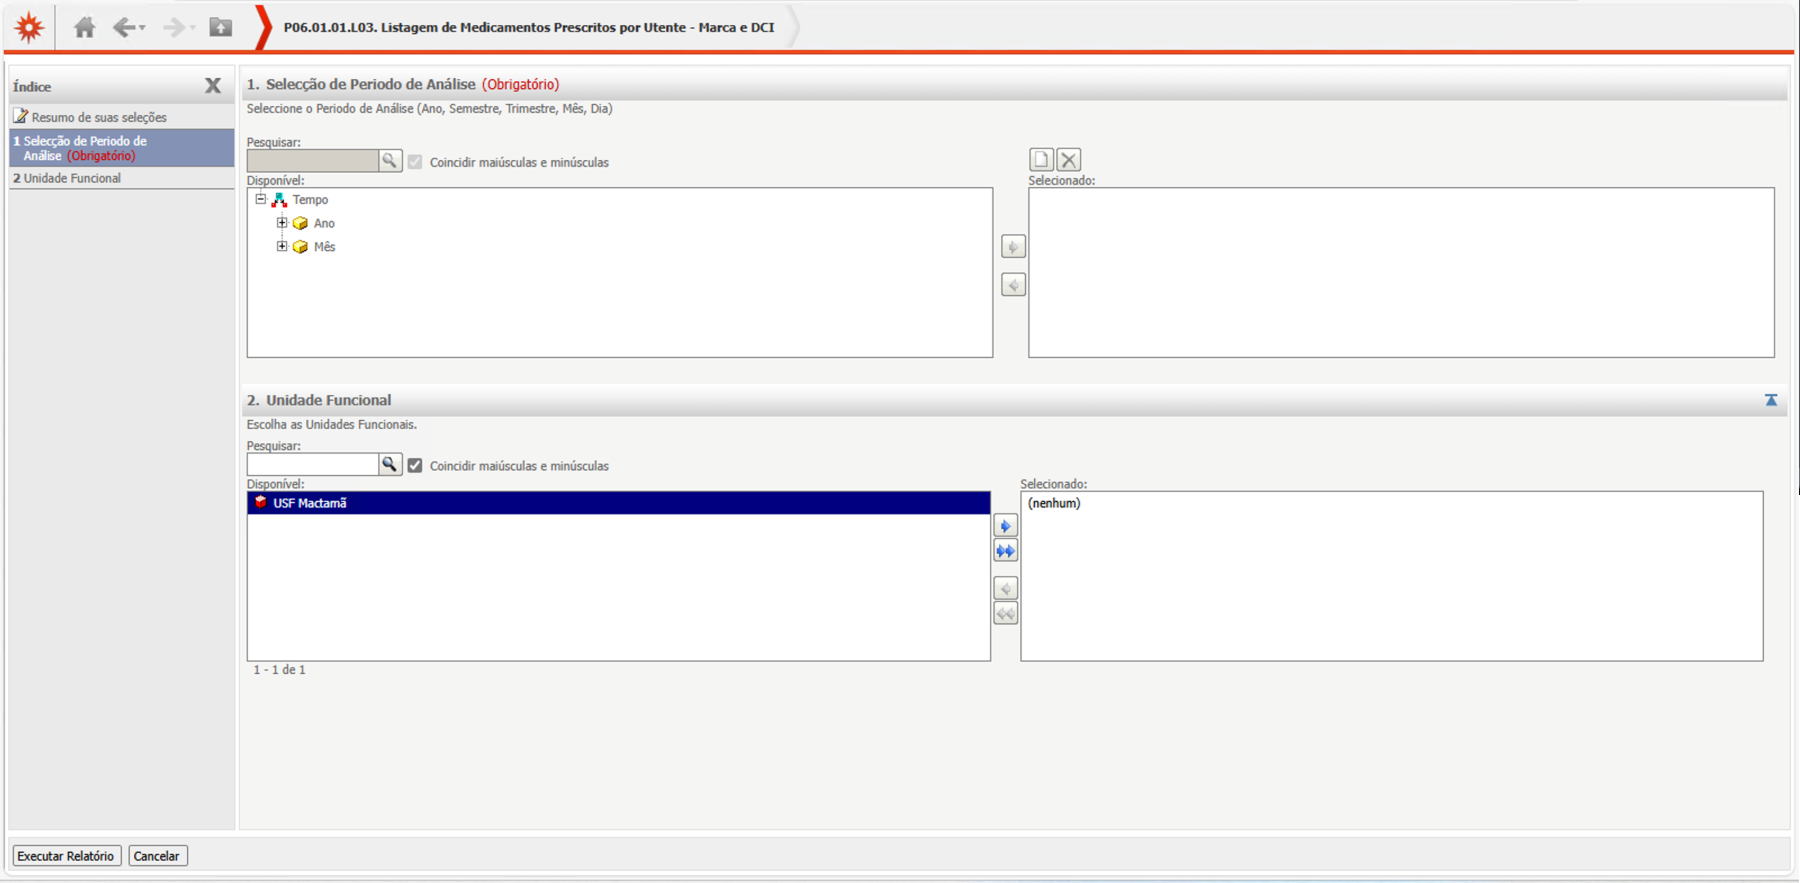 P06.01.01.L03. Listagem de Medicamentos Prescritos por Utente - Marca e DCI
Índice
Resumo de suas seleções
1 Selecção de Periodo de
Análise (Obrigatório)
2 Unidade Funcional
1. Selecção de Periodo de Análise (Obrigatório)
Seleccione o Periodo de Análise (Ano, Semestre, Trimestre, Mês, Dia)
Pesquisar:
Coincidir maiúsculas e minúsculas
Disponível:
Selecionado:
Tempo
Ano
Mês
2. Unidade Funcional
Escolha as Unidades Funcionais.
Pesquisar:
Coincidir maiúsculas e minúsculas
Disponível:
Selecionado:
USF Mactamã
(nenhum)
1 - 1 de 1
Executar Relatório
Cancelar